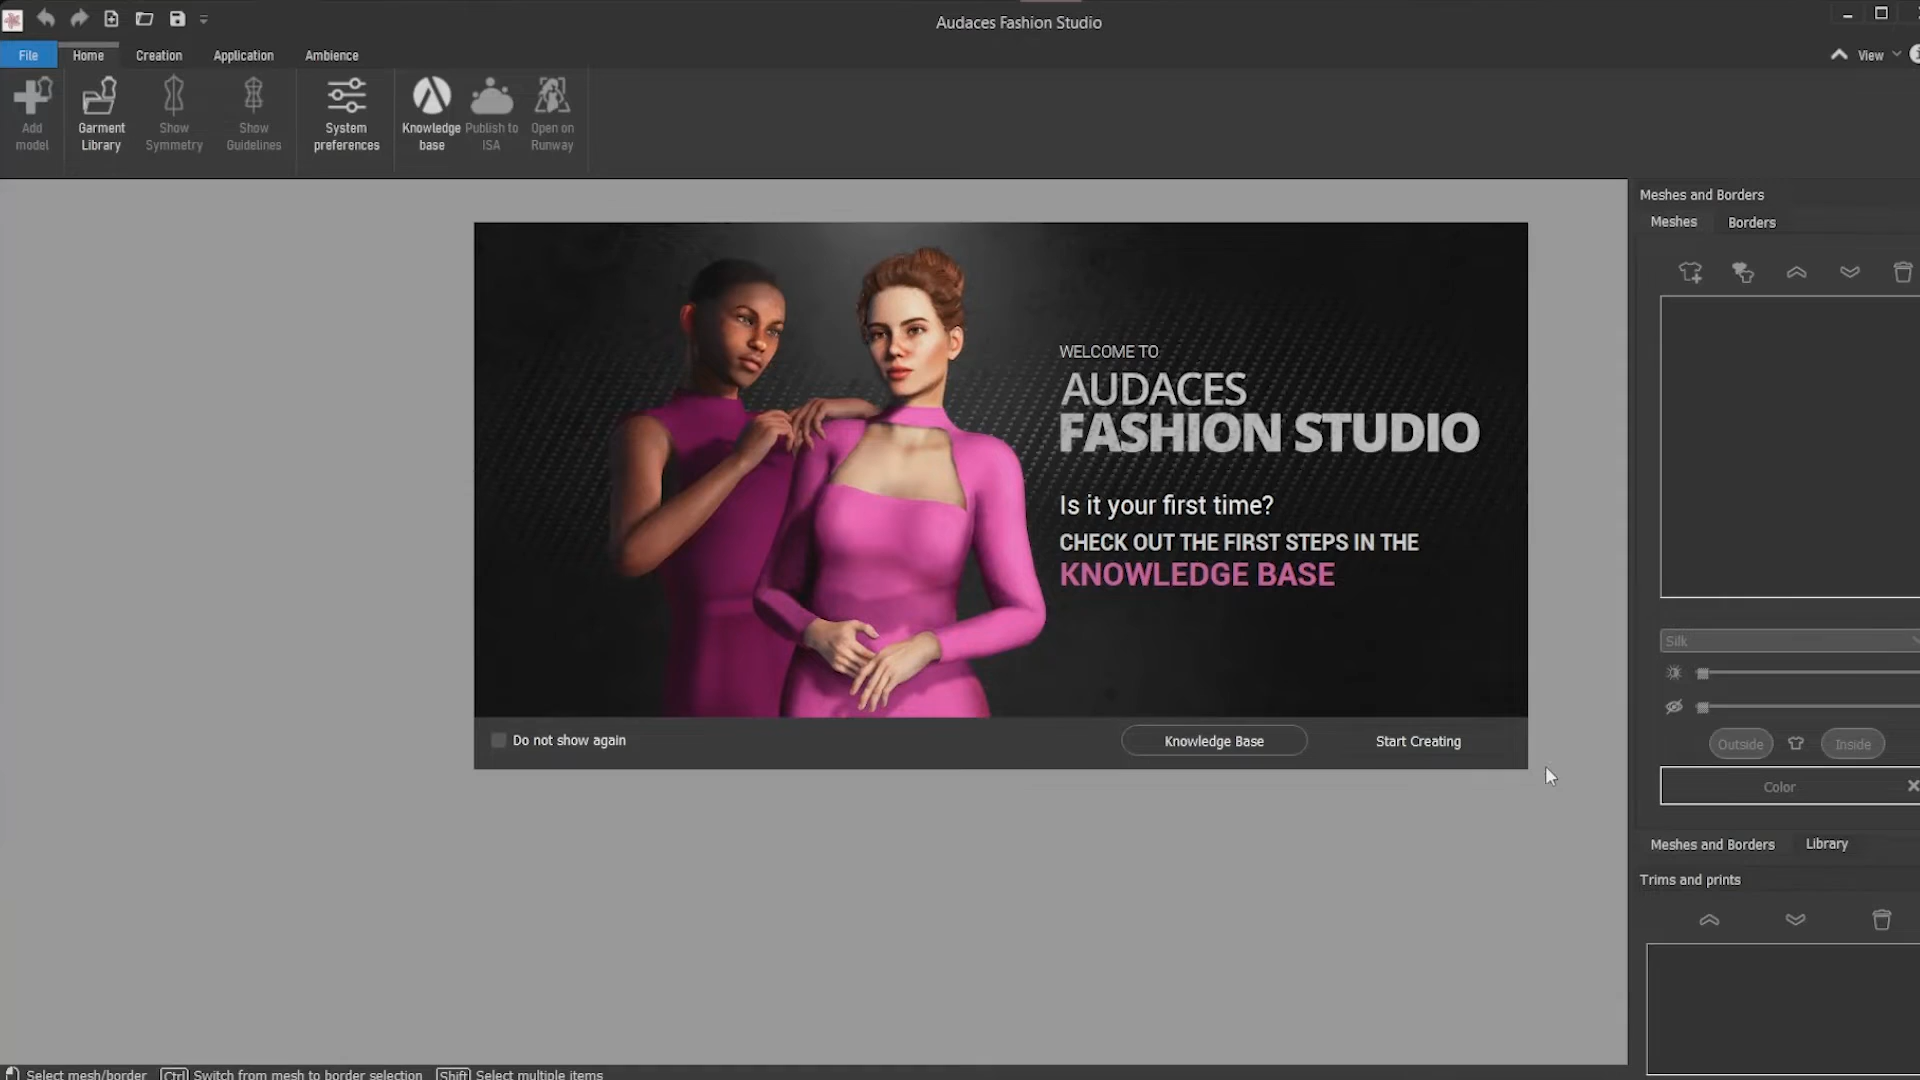 Audaces Fashion Studio
File
Home
Creation
Application
Ambience
View
Add model
Garment Library
Show Symmetry
Show Guidelines
System preferences
Knowledge base
Publish to ISA
Open on Runway
Meshes and Borders
Meshes
Borders
WELCOME TO
AUDACES
FASHION STUDIO
Is it your first time?
CHECK OUT THE FIRST STEPS IN THE
KNOWLEDGE BASE
Do not show again
Knowledge Base
Start Creating
Silk
Outside
Inside
Color
Meshes and Borders
Library
Trims and prints
Select mesh/border
Ctrl Switch from mesh to border selection
Shift Select multiple items